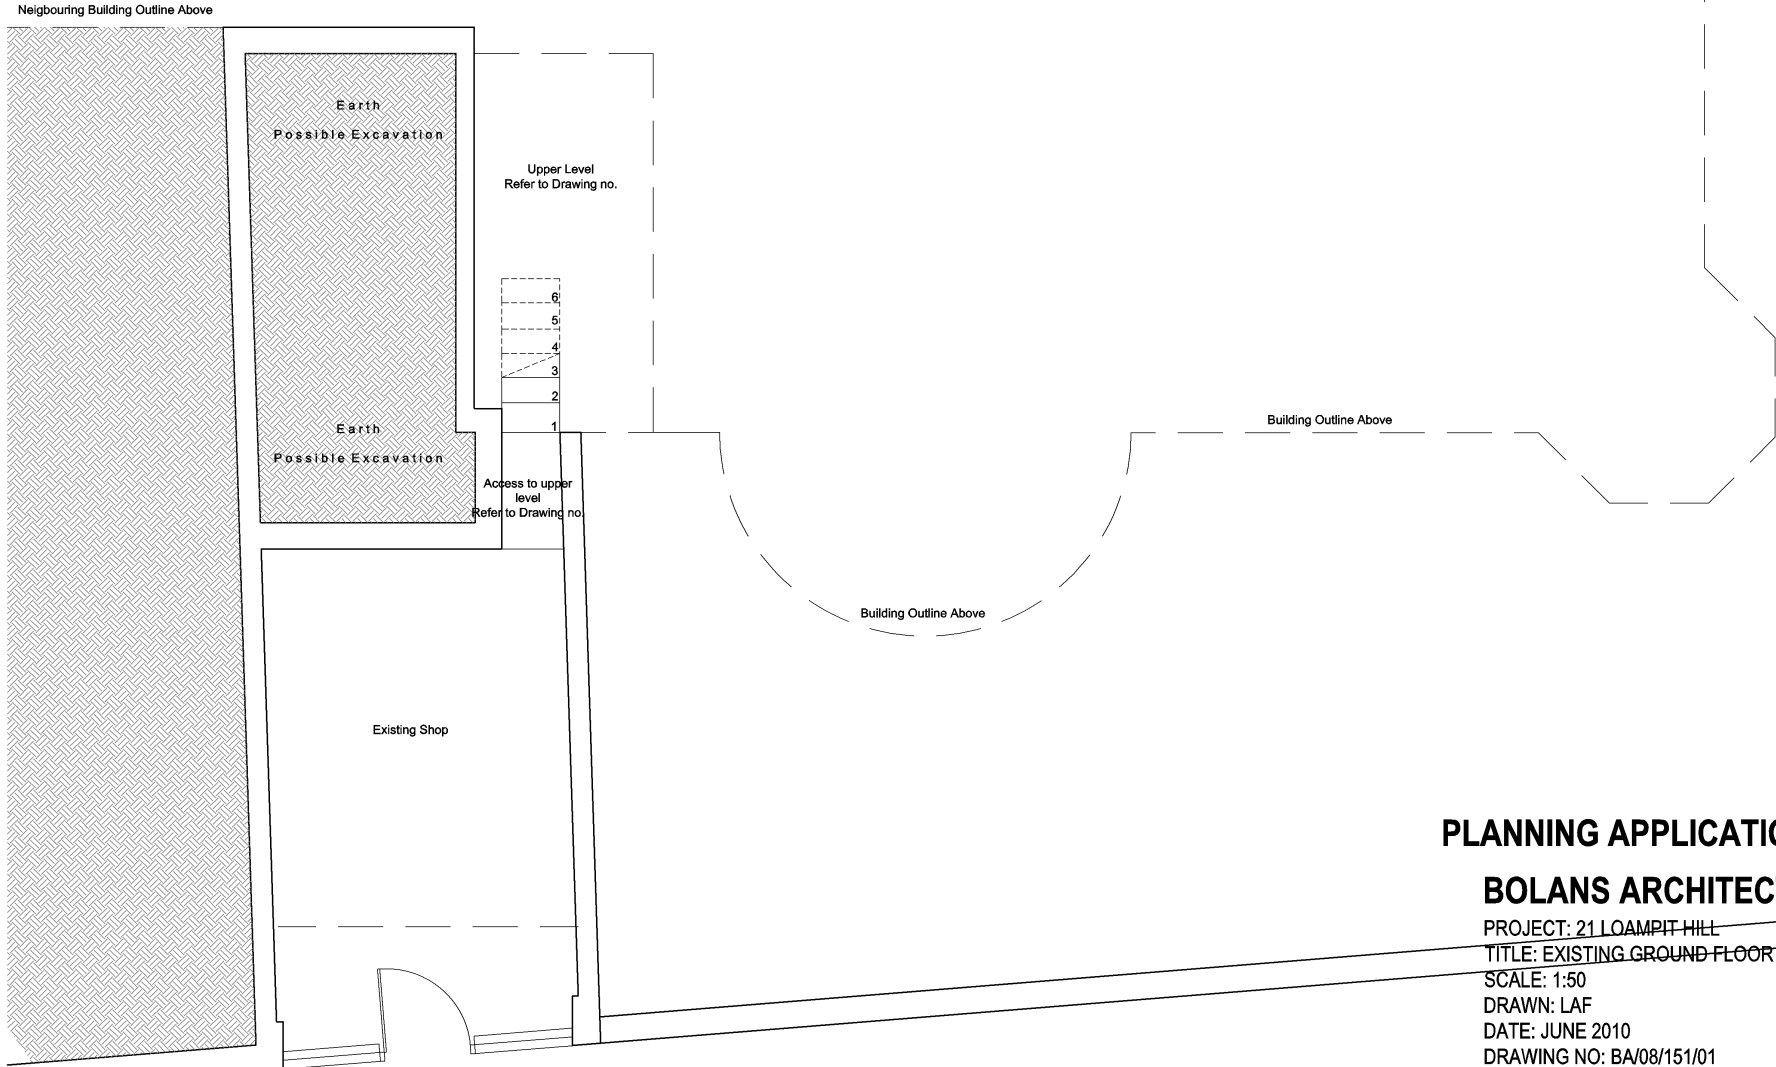 Neigbouring Building Outline Above
Earth
Possible Excavation
Upper Level
Refer to Drawing no.
6
5
4
3
2
1
Earth
Possible Excavation
Access to upper
level
Refer to Drawing no.
Building Outline Above
Building Outline Above
Existing Shop
PLANNING APPLICATIO
BOLANS ARCHITEC
PROJECT: 21 LOAMPIT HILL
TITLE: EXISTING GROUND FLOOR
SCALE: 1:50
DRAWN: LAF
DATE: JUNE 2010
DRAWING NO: BA/08/151/01